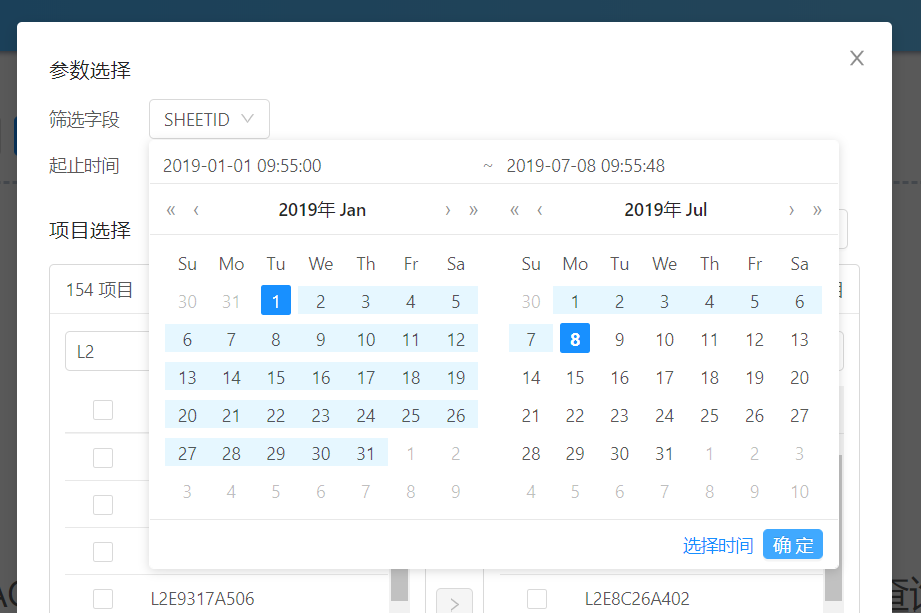 参数选择
筛选字段 SHEETID
起止时间 2019-01-01 09:55:00 ~ 2019-07-08 09:55:48
« ‹ 2019年 Jan › » « ‹ 2019年 Jul › »
项目选择
Su Mo Tu We Th Fr Sa Su Mo Tu We Th Fr Sa
154 项目
30 31 1 2 3 4 5 30 1 2 3 4 5 6
6 7 8 9 10 11 12 7 8 9 10 11 12 13
L2
13 14 15 16 17 18 19 14 15 16 17 18 19 20
20 21 22 23 24 25 26 21 22 23 24 25 26 27
27 28 29 30 31 1 2 28 29 30 31 1 2 3
3 4 5 6 7 8 9 4 5 6 7 8 9 10
选择时间 确定
L2E9317A506 L2E8C26A402